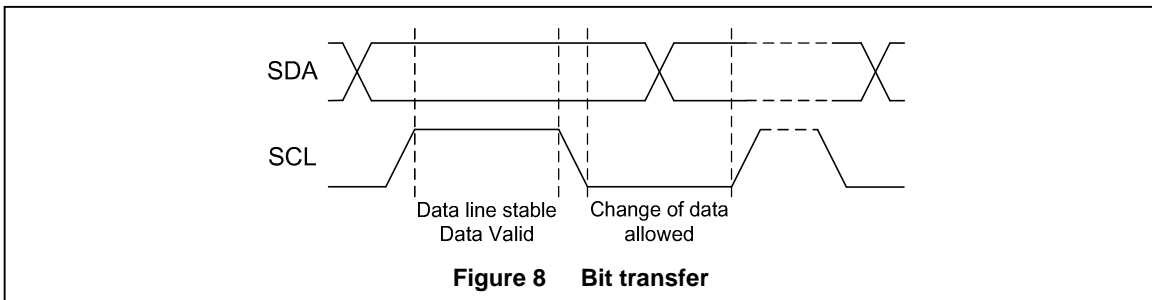 SDA
SCL
Data line stable
Data Valid
Change of data
allowed
Figure 8 Bit transfer